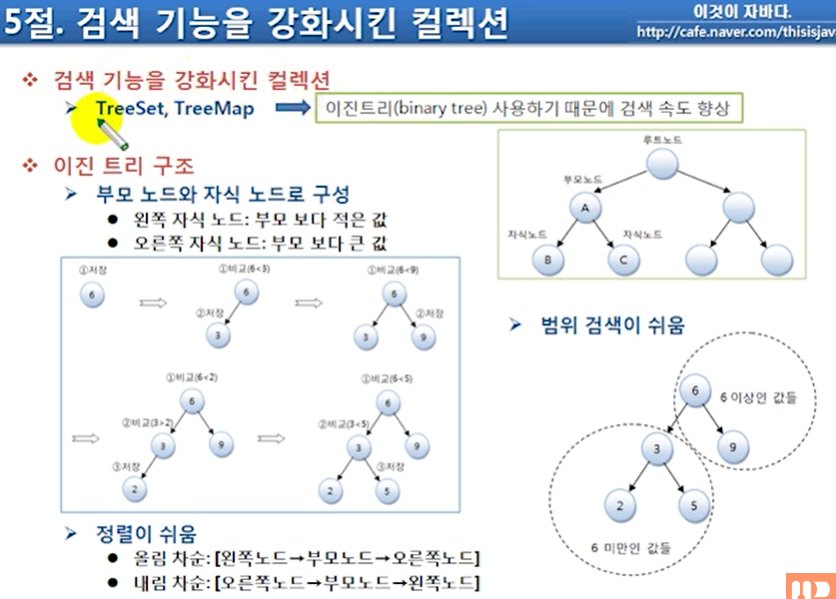 5절. 검색 기능을 강화시킨 컬렉션
이것이 자바다.
http://cafe.naver.com/thisisjav
검색 기능을 강화시킨 컬렉션
TreeSet, TreeMap
이진트리(binary tree) 사용하기 때문에 검색 속도 향상
이진 트리 구조
부모 노드와 자식 노드로 구성
왼쪽 자식 노드: 부모 보다 적은 값
오른쪽 자식 노드: 부모 보다 큰 값
루트노드
부모노드
A
자식노드
자식노드
B
C
①저장
6
①비교(6<3)
6
②저장
3
①비교(6<9)
6
②저장
3
9
①비교(6<2)
6
②비교(3>2)
3
9
③저장
2
①비교(6<5)
6
②비교(3<5)
3
9
③저장
2
5
범위 검색이 쉬움
6
6 이상인 값들
3
9
2
5
6 미만인 값들
정렬이 쉬움
올림 차순: [왼쪽노드→부모노드→오른쪽노드]
내림 차순: [오른쪽노드→부모노드→왼쪽노드]